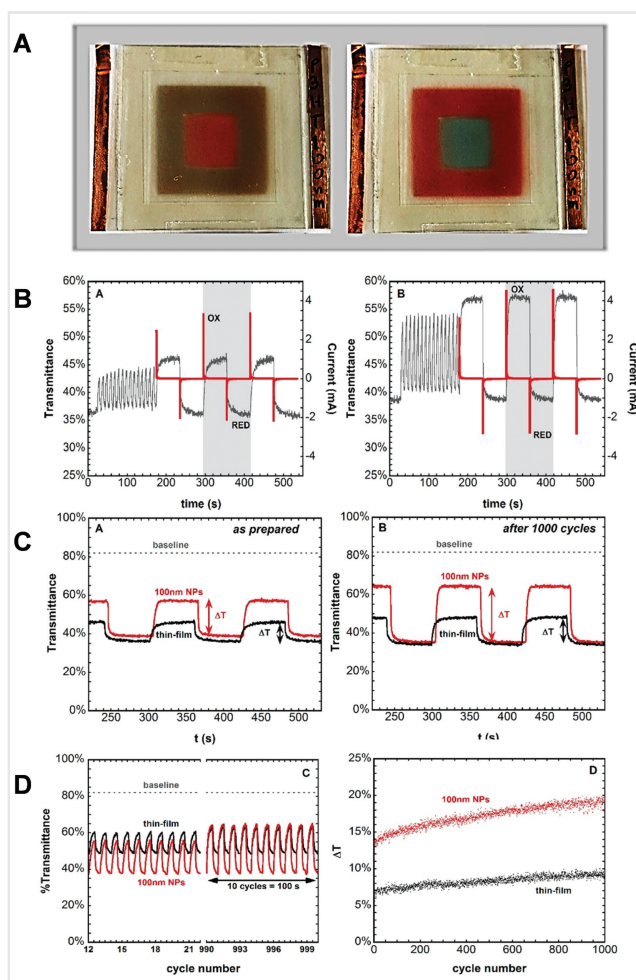 A
P3HT 100nm
B
A
OX
RED
60%
55%
50%
45%
40%
35%
30%
25%
Transmittance
4
2
0
-2
-4
Current (mA)
0 100 200 300 400 500
time (s)
B
OX
RED
60%
55%
50%
45%
40%
35%
30%
25%
Transmittance
4
2
0
-2
-4
Current (mA)
0 100 200 300 400 500
time (s)
C
A
as prepared
baseline
100nm NPs
ΔT
thin-film
ΔT
100%
80%
60%
40%
20%
0%
Transmittance
250 300 350 400 450 500
t (s)
B
after 1000 cycles
baseline
100nm NPs
ΔT
thin-film
ΔT
100%
80%
60%
40%
20%
0%
Transmittance
250 300 350 400 450 500
t (s)
D
C
baseline
thin-film
100nm NPs
10 cycles = 100 s
100%
80%
60%
40%
20%
0%
%Transmittance
12 15 18 21 990 993 996 999
cycle number
D
100nm NPs
thin-film
25%
20%
15%
10%
5%
0%
ΔT
0 200 400 600 800 1000
cycle number